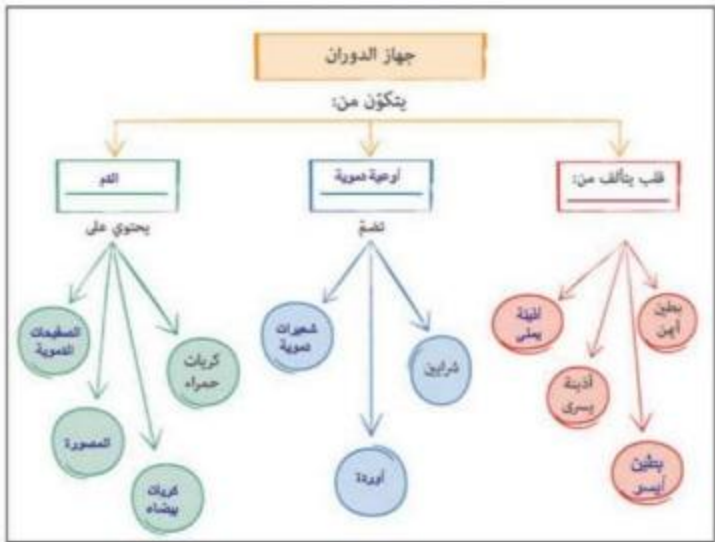 جهاز الدوران
يتكوّن من:
قلب يتألف من:
أوعية دموية
الدم
تضمّ
يحتوي على
بطين
أيمن
أذينة
يمنى
أذينة
يسرى
بطين
أيسر
شرايين
شعيرات
دموية
أوردة
كريات
حمراء
الصفيحات
الدموية
المصورة
كريات
بيضاء